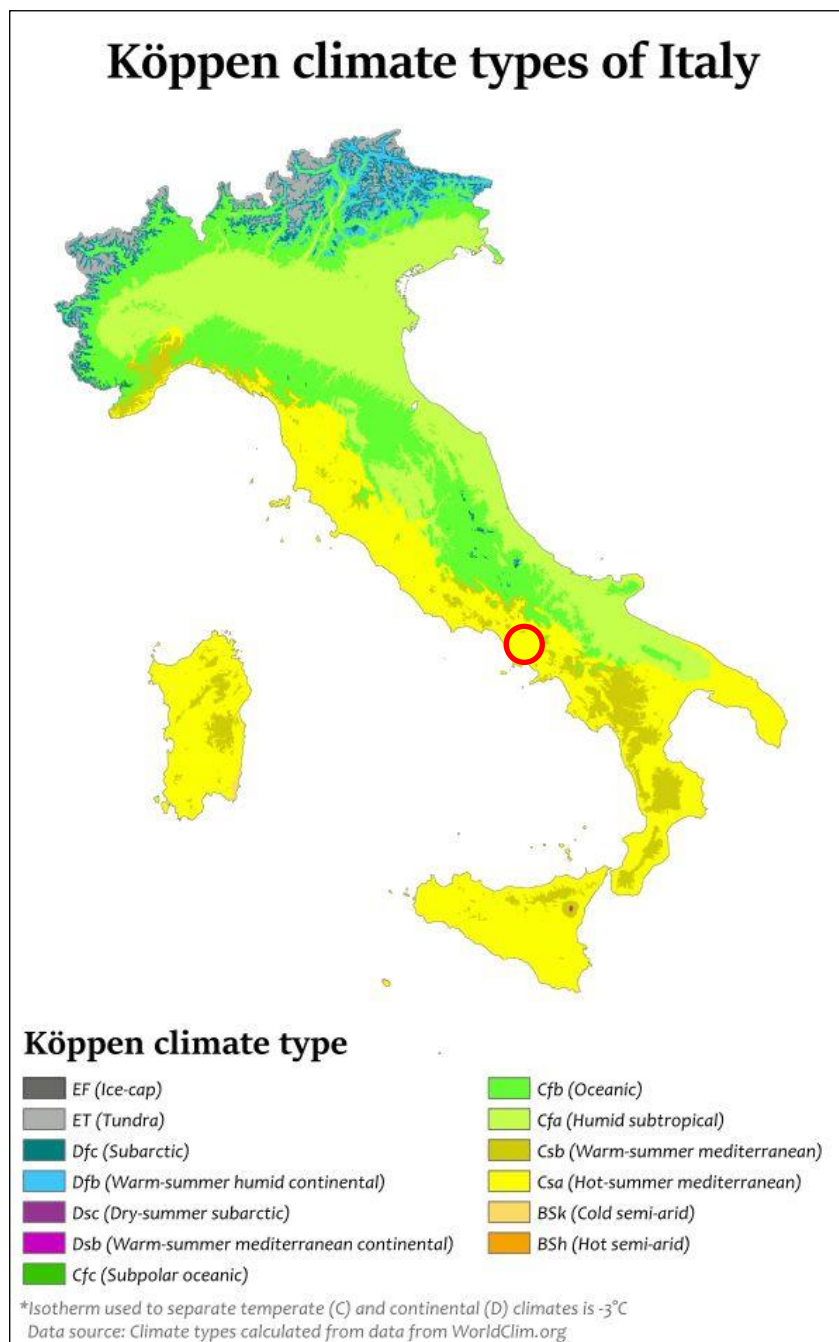 Köppen climate types of Italy
Köppen climate type
EF (Ice-cap)
ET (Tundra)
Dfc (Subarctic)
Dfb (Warm-summer humid continental)
Dsc (Dry-summer subarctic)
Dsb (Warm-summer mediterranean continental)
Cfc (Subpolar oceanic)
Cfb (Oceanic)
Cfa (Humid subtropical)
Csb (Warm-summer mediterranean)
Csa (Hot-summer mediterranean)
BSk (Cold semi-arid)
BSh (Hot semi-arid)
*Isotherm used to separate temperate (C) and continental (D) climates is -3°C
Data source: Climate types calculated from data from WorldClim.org